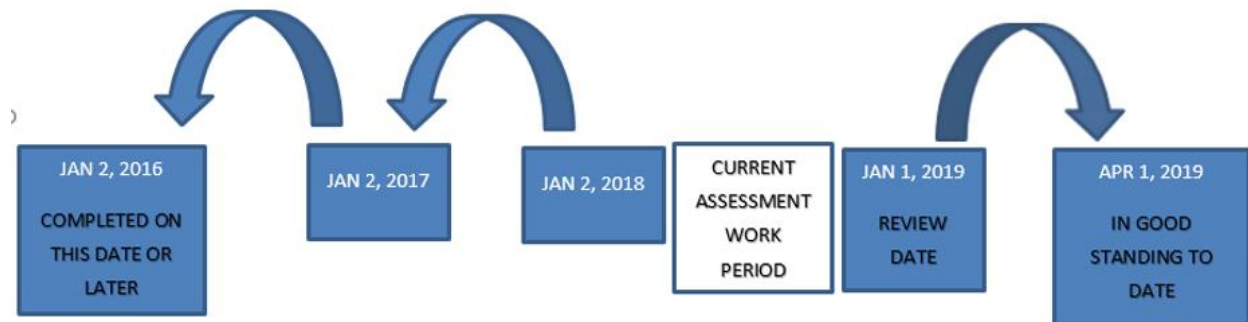 JAN 2, 2016
COMPLETED ON
THIS DATE OR
LATER
JAN 2, 2017
JAN 2, 2018
CURRENT
ASSESSMENT
WORK
PERIOD
JAN 1, 2019
REVIEW
DATE
APR 1, 2019
IN GOOD
STANDING TO
DATE